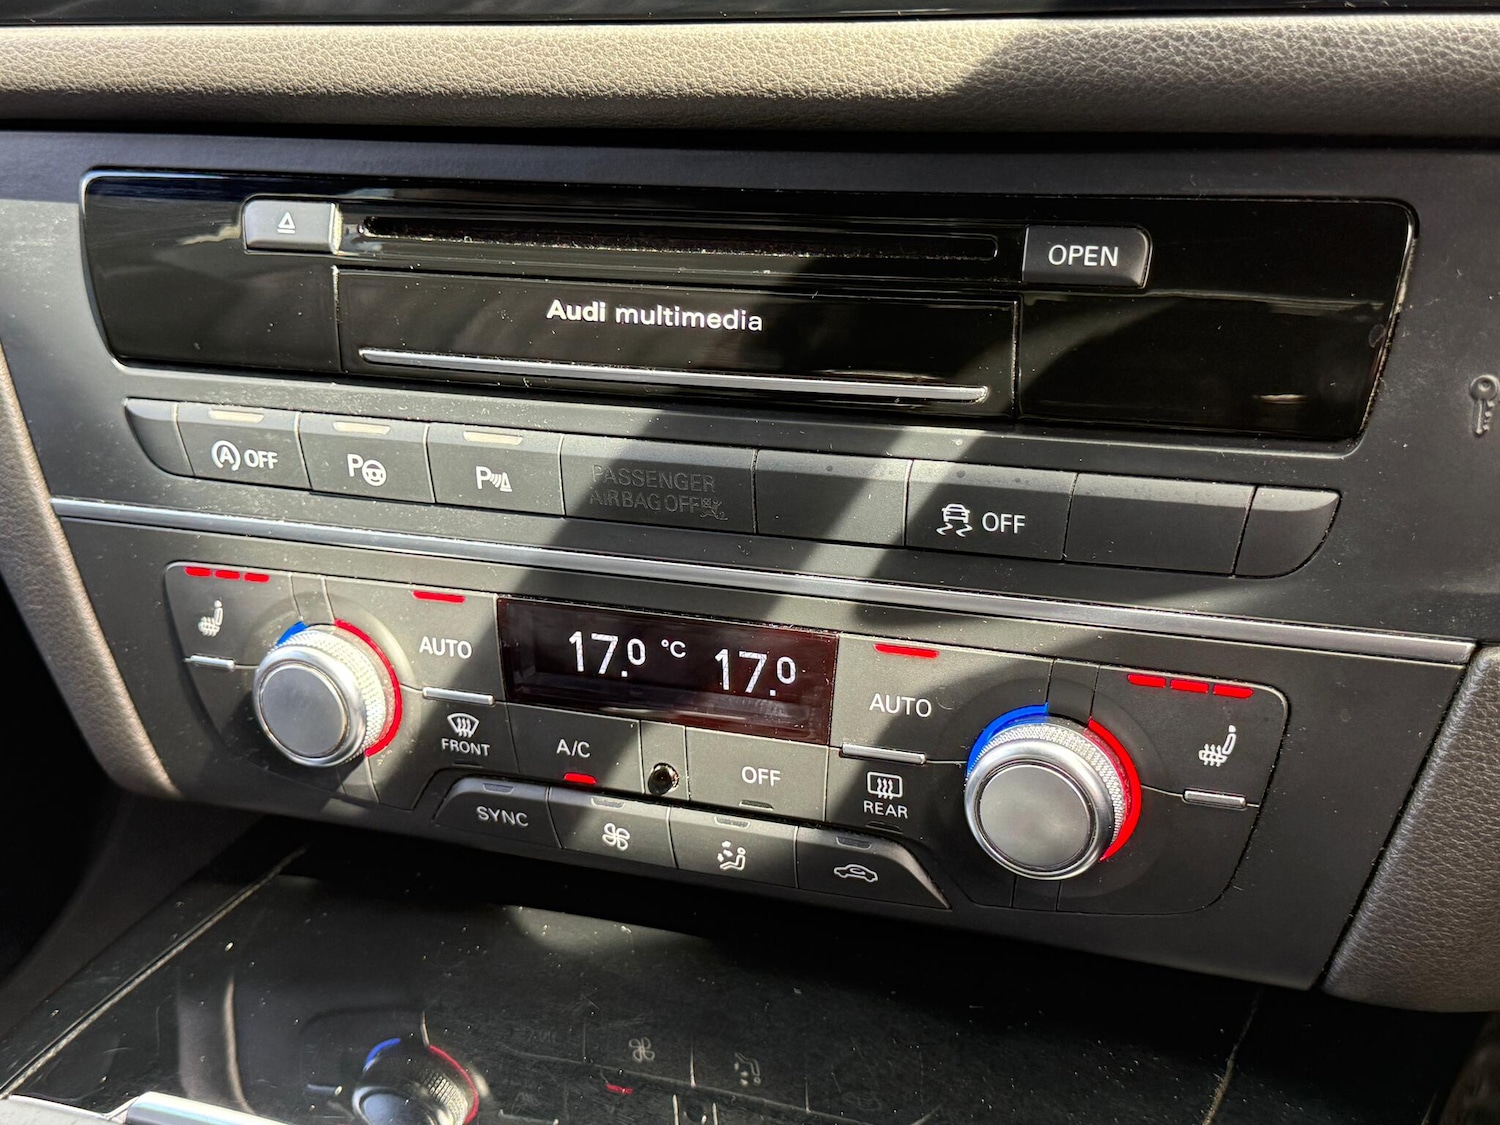 OPEN
Audi multimedia
A OFF
P
P
PASSENGER
AIRBAG OFF
OFF
AUTO
17.0 °C 17.0
AUTO
FRONT
A/C
OFF
REAR
SYNC